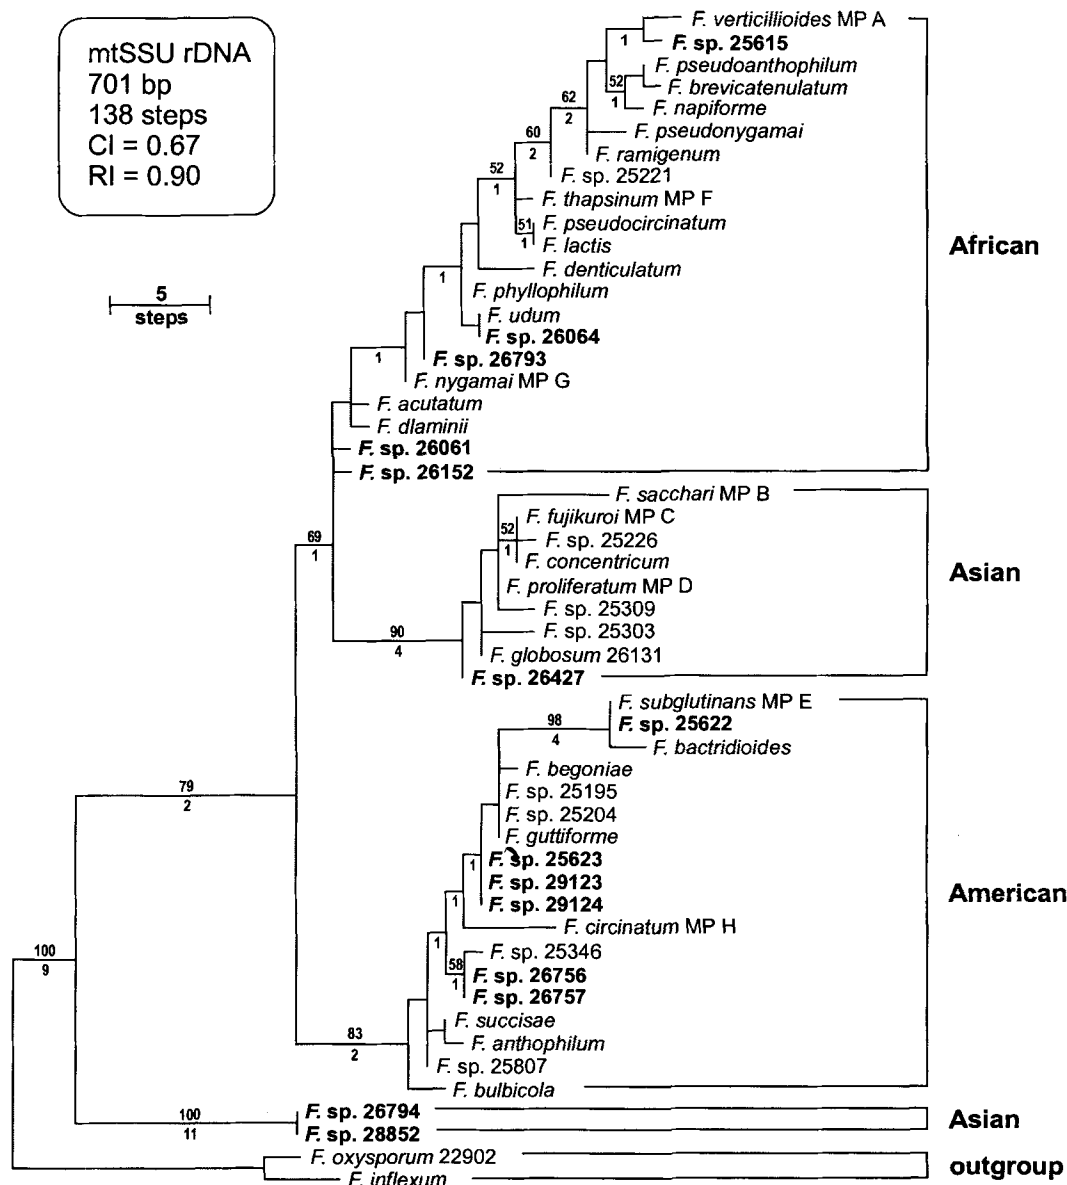 mtSSU rDNA
701 bp
138 steps
CI = 0.67
RI = 0.90
5
steps
F. verticillioides MP A
1
F. sp. 25615
F. pseudoanthophilum
52
F. brevicatenulatum
1
62
F. napiforme
2
F. pseudonygamai
60
2
F. ramigenum
52
F. sp. 25221
1
F. thapsinum MP F
51
F. pseudocircinatum
1
F. lactis
African
F. denticulatum
1
F. phyllophilum
F. udum
F. sp. 26064
1
F. sp. 26793
F. nygamai MP G
F. acutatum
F. dlaminii
F. sp. 26061
F. sp. 26152
F. sacchari MP B
F. fujikuroi MP C
52
69
F. sp. 25226
1
1
F. concentricum
Asian
F. proliferatum MP D
F. sp. 25309
90
F. sp. 25303
4
F. globosum 26131
F. sp. 26427
F. subglutinans MP E
98
F. sp. 25622
4
F. bactridioides
F. begoniae
79
F. sp. 25195
2
F. sp. 25204
F. guttiforme
1
F. sp. 25623
F. sp. 29123
American
1
F. sp. 29124
F. circinatum MP H
100
1
F. sp. 25346
9
58
F. sp. 26756
1
F. sp. 26757
F. succisae
83
F. anthophilum
2
F. sp. 25807
F. bulbicola
100
F. sp. 26794
Asian
11
F. sp. 28852
F. oxysporum 22902
outgroup
F. inflexum